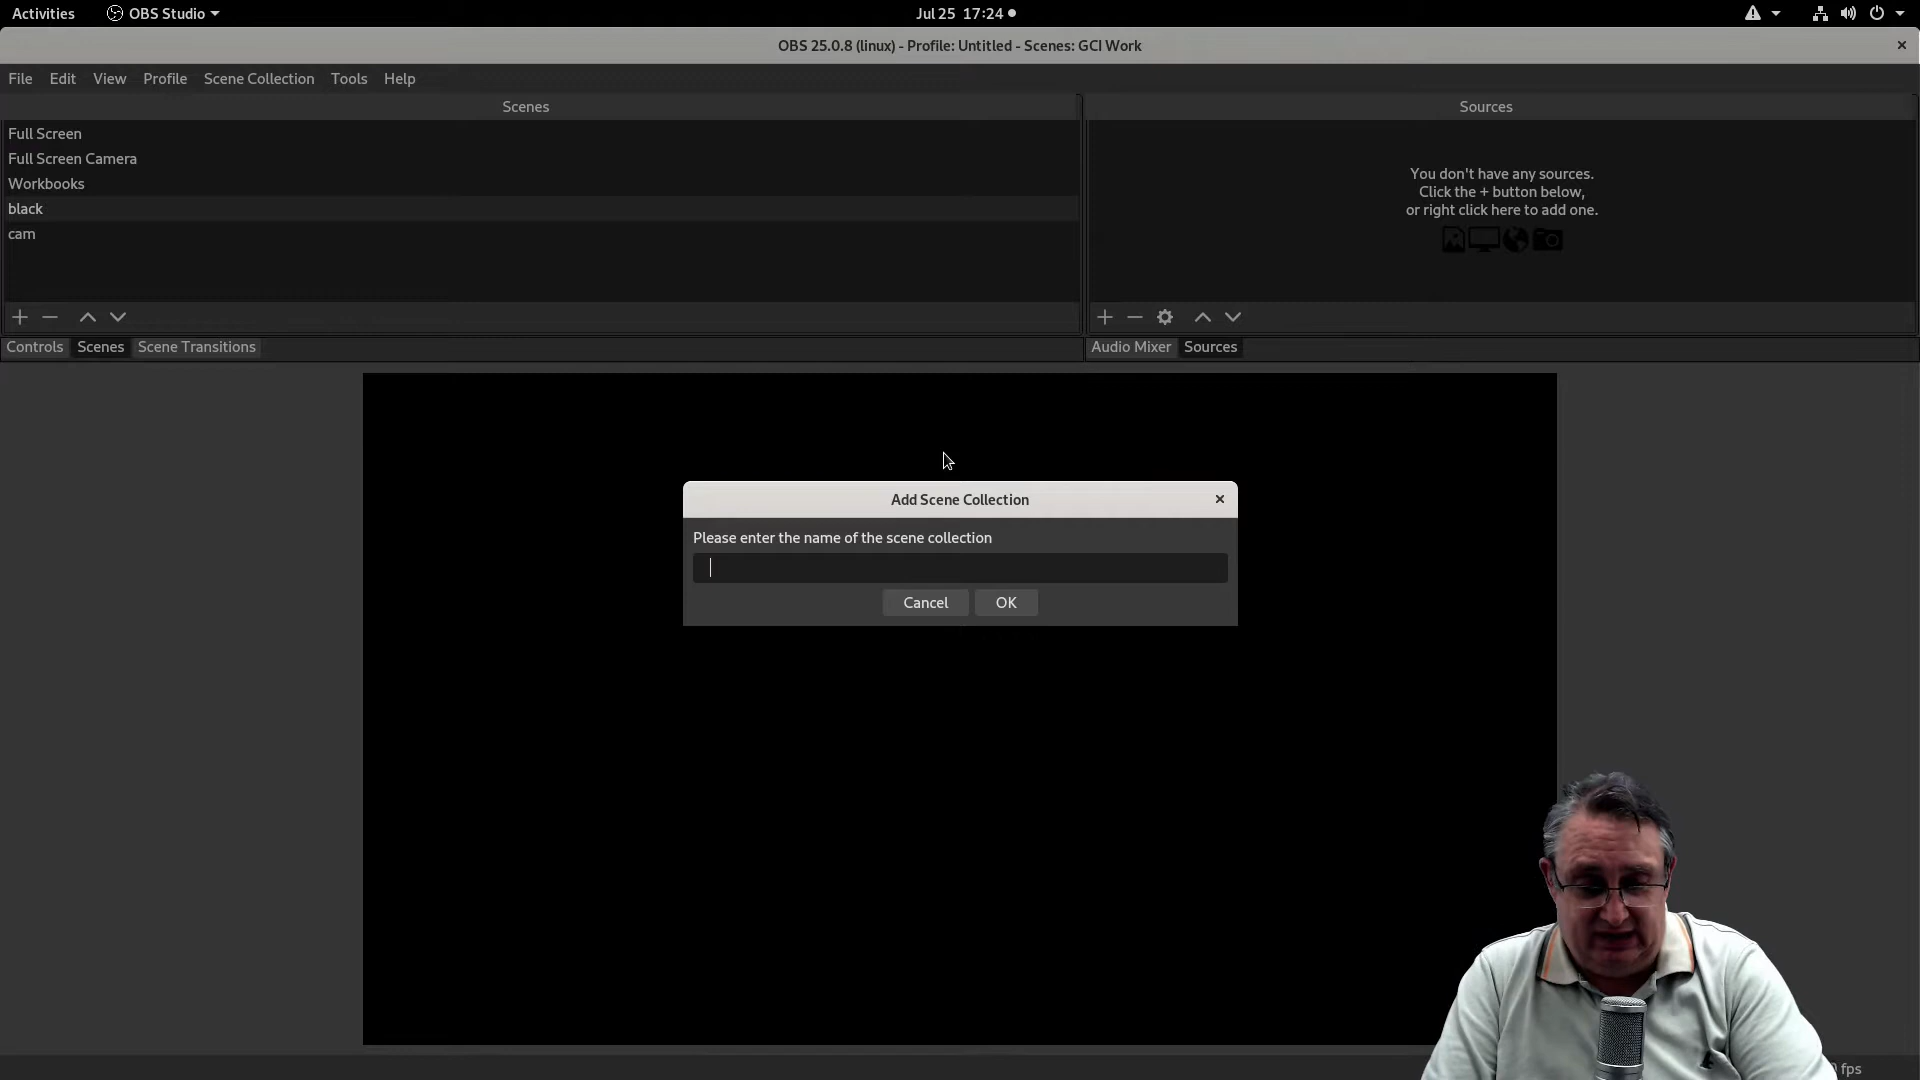 Activities
OBS Studio
Jul 25 17:24
OBS 25.0.8 (linux) - Profile: Untitled - Scenes: GCI Work
File Edit View Profile Scene Collection Tools Help
Scenes
Sources
Full Screen
Full Screen Camera
Workbooks
black
cam
You don't have any sources.
Click the + button below,
or right click here to add one.
Controls Scenes Scene Transitions
Audio Mixer Sources
Add Scene Collection
Please enter the name of the scene collection
Cancel OK
fps